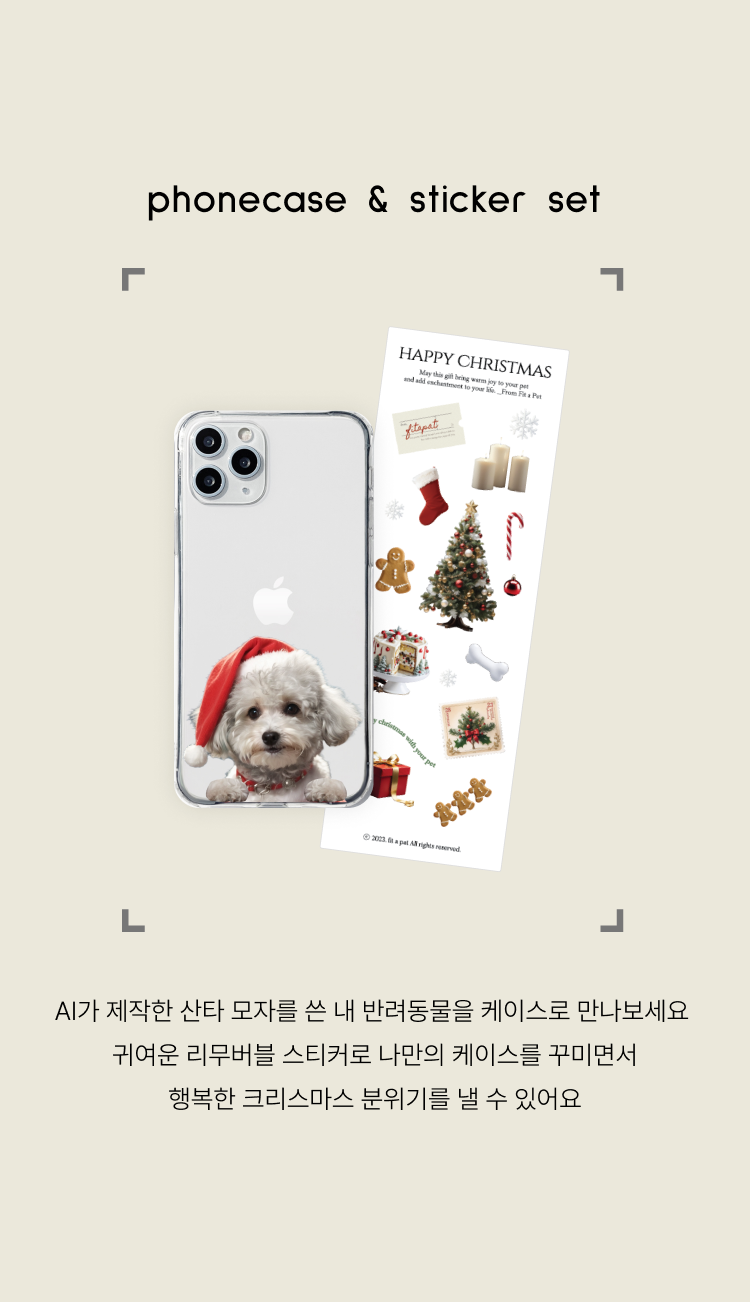 phonecase & sticker set
HAPPY CHRISTMAS
May this gift bring warm joy to your pet
and add enchantment to your life. _From Fit a Pet
fitapat
y christmas with your pet
ⓒ 2023. fit a pat All rights reserved.
AI가 제작한 산타 모자를 쓴 내 반려동물을 케이스로 만나보세요
귀여운 리무버블 스티커로 나만의 케이스를 꾸미면서
행복한 크리스마스 분위기를 낼 수 있어요